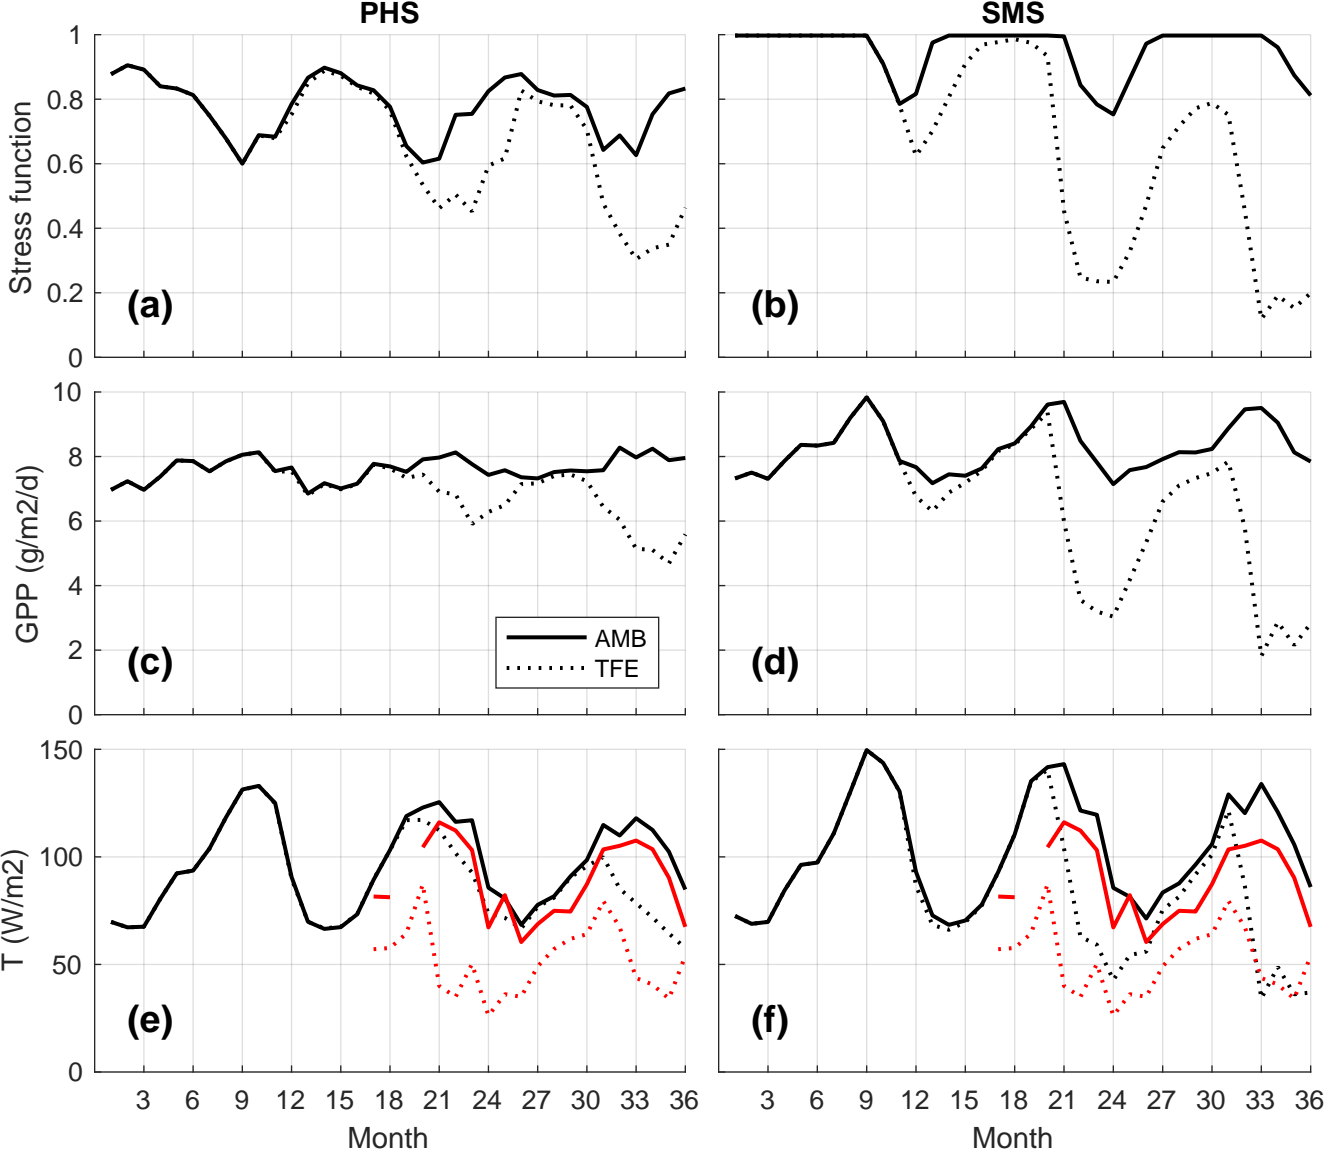 PHS
SMS
Stress function
1
0.8
0.6
0.4
0.2
0
(a)
(b)
GPP (g/m2/d)
10
8
6
4
2
0
(c)
AMB
TFE
(d)
T (W/m2)
150
100
50
0
(e)
(f)
3 6 9 12 15 18 21 24 27 30 33 36
3 6 9 12 15 18 21 24 27 30 33 36
Month
Month